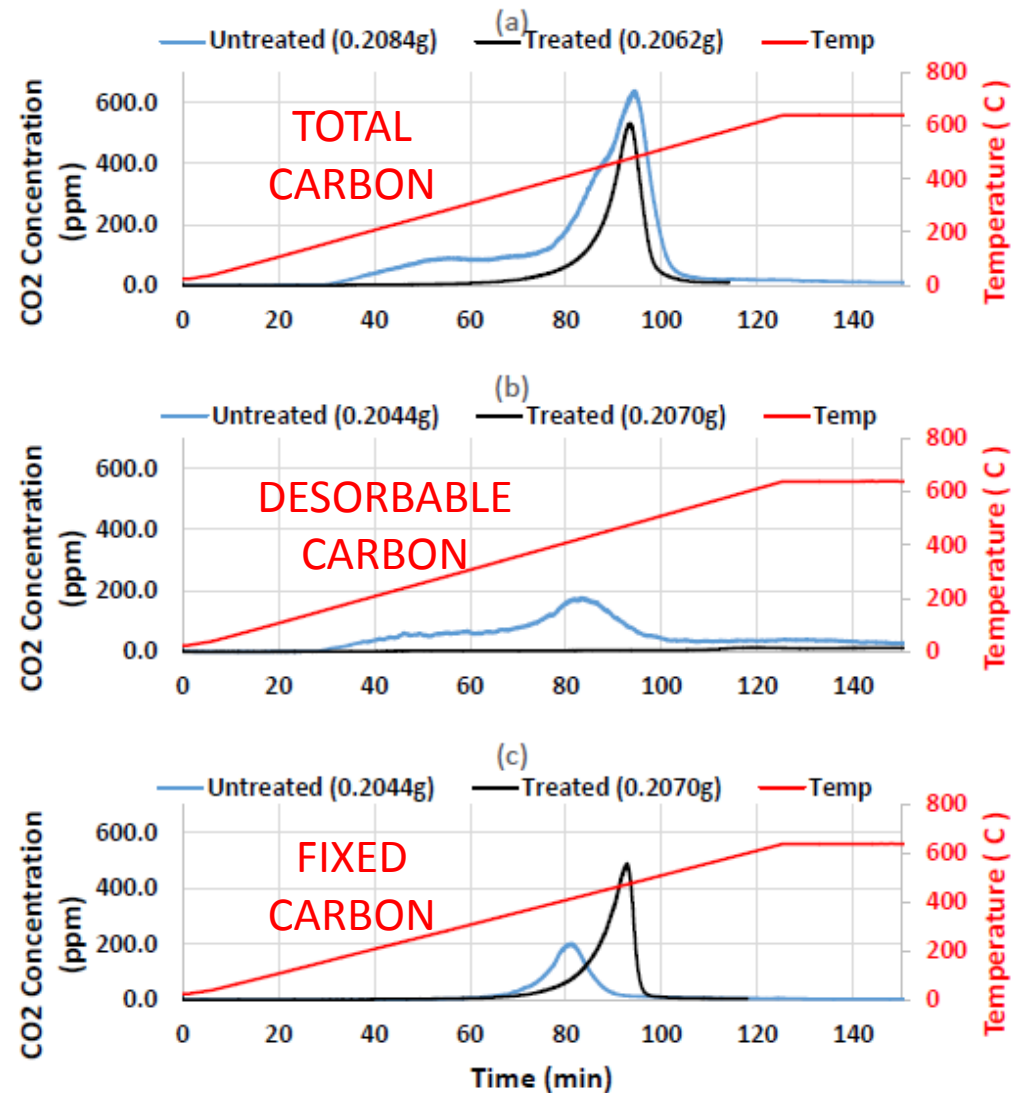 (a)
Untreated (0.2084g) Treated (0.2062g) Temp
CO2 Concentration
(ppm)
600.0
400.0
200.0
0.0
TOTAL
CARBON
800
600
400
200
0
Temperature ( C )
0 20 40 60 80 100 120 140
(b)
Untreated (0.2044g) Treated (0.2070g) Temp
CO2 Concentration
(ppm)
600.0
400.0
200.0
0.0
DESORBABLE
CARBON
800
600
400
200
0
Temperature ( C )
0 20 40 60 80 100 120 140
(c)
Untreated (0.2044g) Treated (0.2070g) Temp
CO2 Concentration
(ppm)
600.0
400.0
200.0
0.0
FIXED
CARBON
800
600
400
200
0
Temperature ( C )
0 20 40 60 80 100 120 140
Time (min)